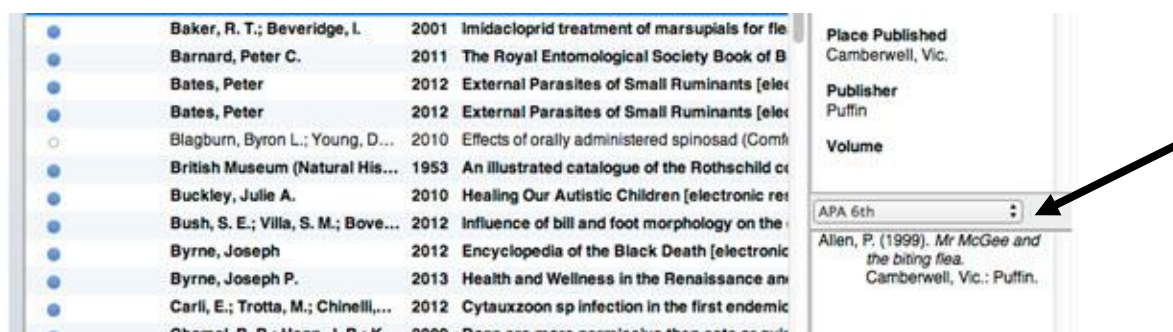 Baker, R. T.; Beveridge, I. 2001 Imidacloprid treatment of marsupials for fle
Barnard, Peter C. 2011 The Royal Entomological Society Book of B
Bates, Peter 2012 External Parasites of Small Ruminants [elec
Bates, Peter 2012 External Parasites of Small Ruminants [elec
Blagburn, Byron L.; Young, D... 2010 Effects of orally administered spinosad (Comfo
British Museum (Natural His... 1953 An illustrated catalogue of the Rothschild co
Buckley, Julie A. 2010 Healing Our Autistic Children [electronic res
Bush, S. E.; Villa, S. M.; Bove... 2012 Influence of bill and foot morphology on the
Byrne, Joseph 2012 Encyclopedia of the Black Death [electronic
Byrne, Joseph P. 2013 Health and Wellness in the Renaissance an
Carli, E.; Trotta, M.; Chinelli,... 2012 Cytauxzoon sp infection in the first endemic
Place Published
Camberwell, Vic.
Publisher
Puffin
Volume
APA 6th
Allen, P. (1999). Mr McGee and
the biting flea.
Camberwell, Vic.: Puffin.